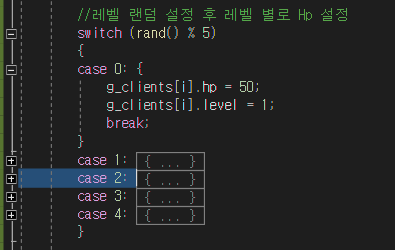 //레벨 랜덤 설정 후 레벨 별로 Hp 설정
switch (rand() % 5)
{
case 0: {
g_clients[i].hp = 50;
g_clients[i].level = 1;
break;
}
case 1: { ... }
case 2: { ... }
case 3: { ... }
case 4: { ... }
}